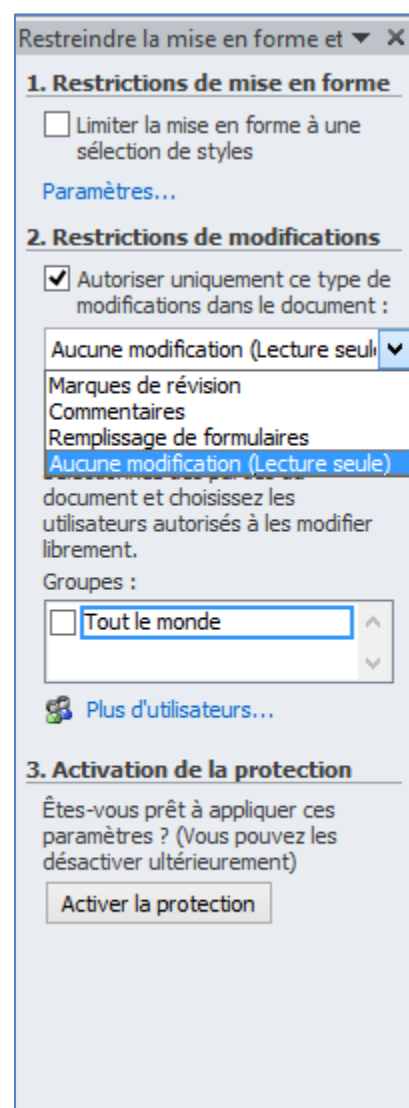 Restreindre la mise en forme et
1. Restrictions de mise en forme
Limiter la mise en forme à une
sélection de styles
Paramètres...
2. Restrictions de modifications
Autoriser uniquement ce type de
modifications dans le document :
Aucune modification (Lecture seule
Marques de révision
Commentaires
Remplissage de formulaires
Aucune modification (Lecture seule)
document et choisissez les
utilisateurs autorisés à les modifier
librement.
Groupes :
Tout le monde
Plus d'utilisateurs...
3. Activation de la protection
Êtes-vous prêt à appliquer ces
paramètres ? (Vous pouvez les
désactiver ultérieurement)
Activer la protection